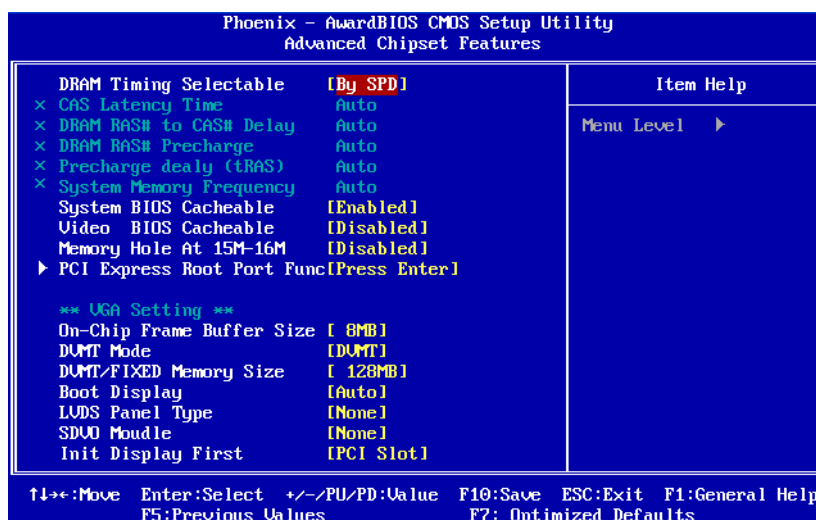 Phoenix - AwardBIOS CMOS Setup Utility
Advanced Chipset Features
DRAM Timing Selectable [By SPD]
× CAS Latency Time Auto
× DRAM RAS# to CAS# Delay Auto
× DRAM RAS# Precharge Auto
× Precharge dealy (tRAS) Auto
× System Memory Frequency Auto
System BIOS Cacheable [Enabled]
Video BIOS Cacheable [Disabled]
Memory Hole At 15M-16M [Disabled]
► PCI Express Root Port Func[Press Enter]
** VGA Setting **
On-Chip Frame Buffer Size [ 8MB]
DVMT Mode [DVMT]
DVMT/FIXED Memory Size [ 128MB]
Boot Display [Auto]
LVDS Panel Type [None]
SDVO Moudle [None]
Init Display First [PCI Slot]
Item Help
Menu Level ►
↑↓→←:Move Enter:Select +/-/PU/PD:Value F10:Save ESC:Exit F1:General Help
F5:Previous Values F7: Optimized Defaults